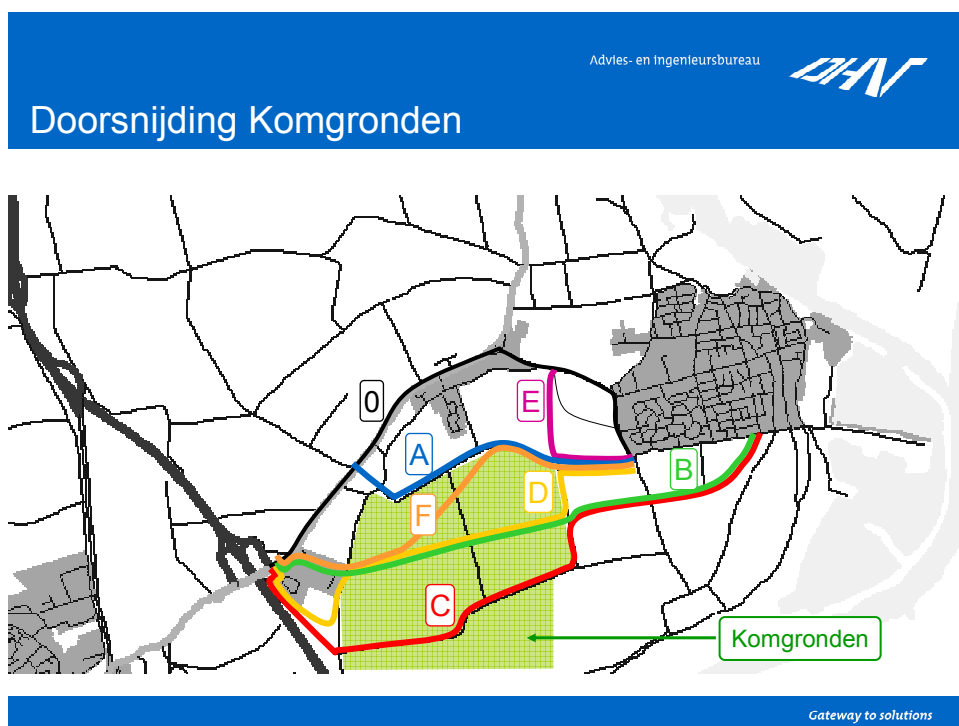 Advies- en ingenieursbureau
DHV
Doorsnijding Komgronden
0
E
A
B
D
F
C
Komgronden
Gateway to solutions